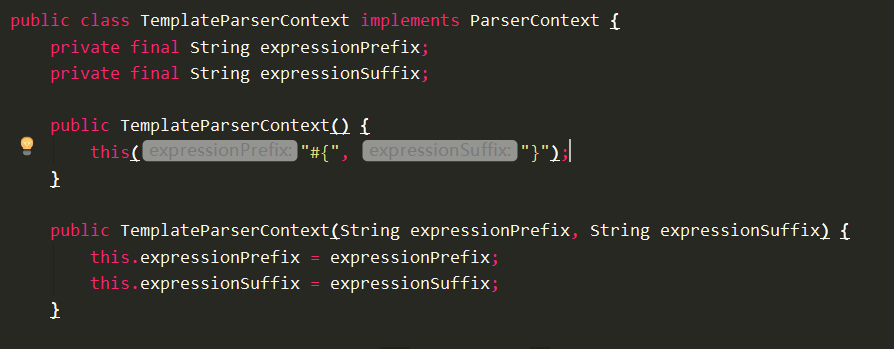 public class TemplateParserContext implements ParserContext {
private final String expressionPrefix;
private final String expressionSuffix;
public TemplateParserContext() {
this( expressionPrefix: "#{", expressionSuffix: "}");
}
public TemplateParserContext(String expressionPrefix, String expressionSuffix) {
this.expressionPrefix = expressionPrefix;
this.expressionSuffix = expressionSuffix;
}